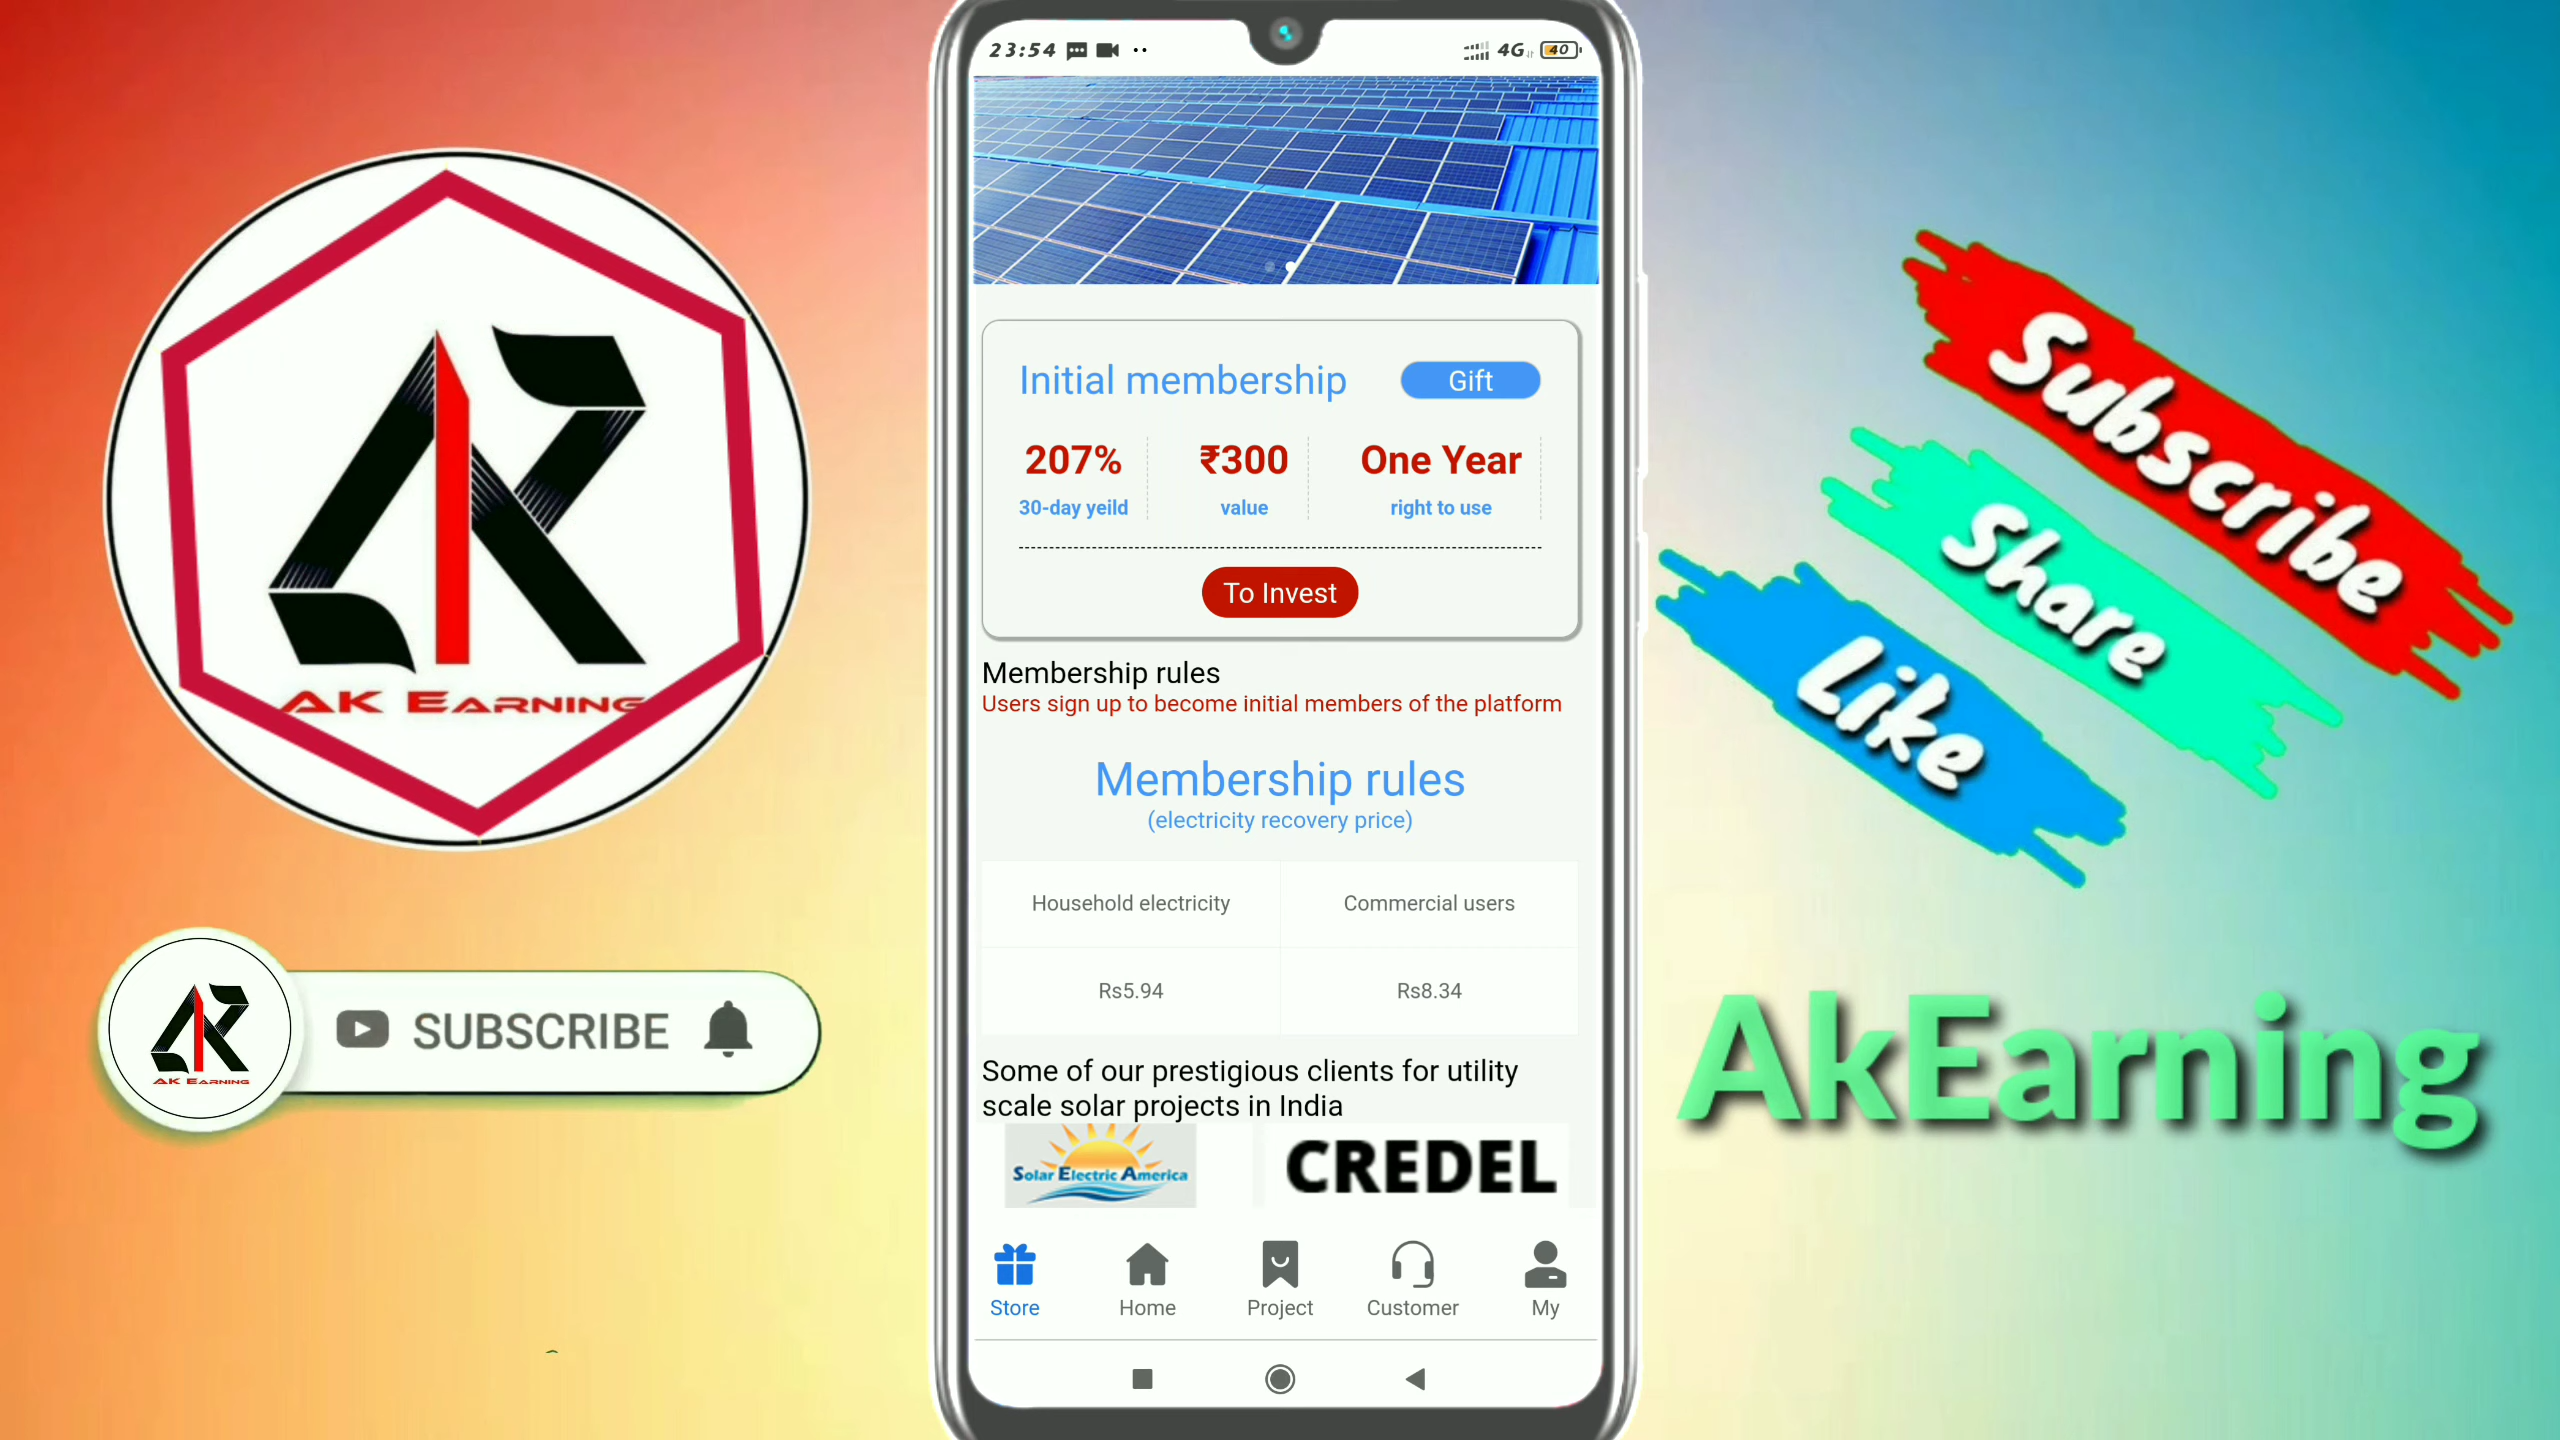 AK EARNING
AK EARNING
SUBSCRIBE
23:54
4G
40
Initial membership
Gift
207%
₹300
One Year
30-day yeild
value
right to use
To Invest
Membership rules
Users sign up to become initial members of the platform
Membership rules
(electricity recovery price)
Household electricity
Commercial users
Rs5.94
Rs8.34
Some of our prestigious clients for utility
scale solar projects in India
Solar Electric America
CREDEL
Store
Home
Project
Customer
My
Subscribe
Share
Like
AkEarning